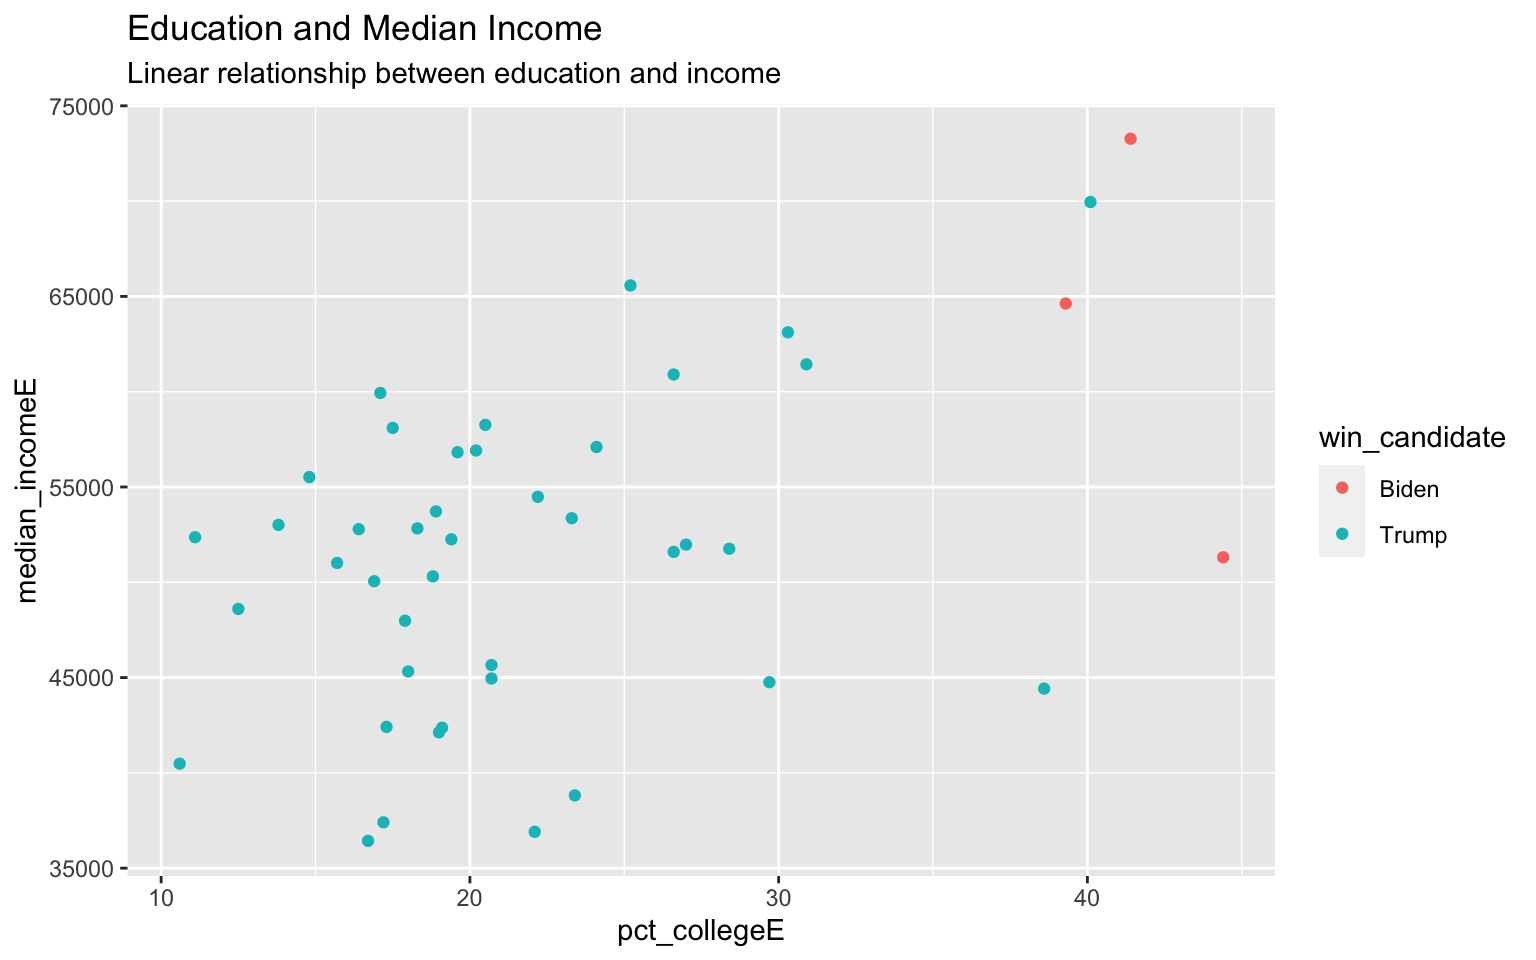 Education and Median Income
Linear relationship between education and income
75000
65000
55000
45000
35000
median_incomeE
10
20
30
40
pct_collegeE
win_candidate
Biden
Trump